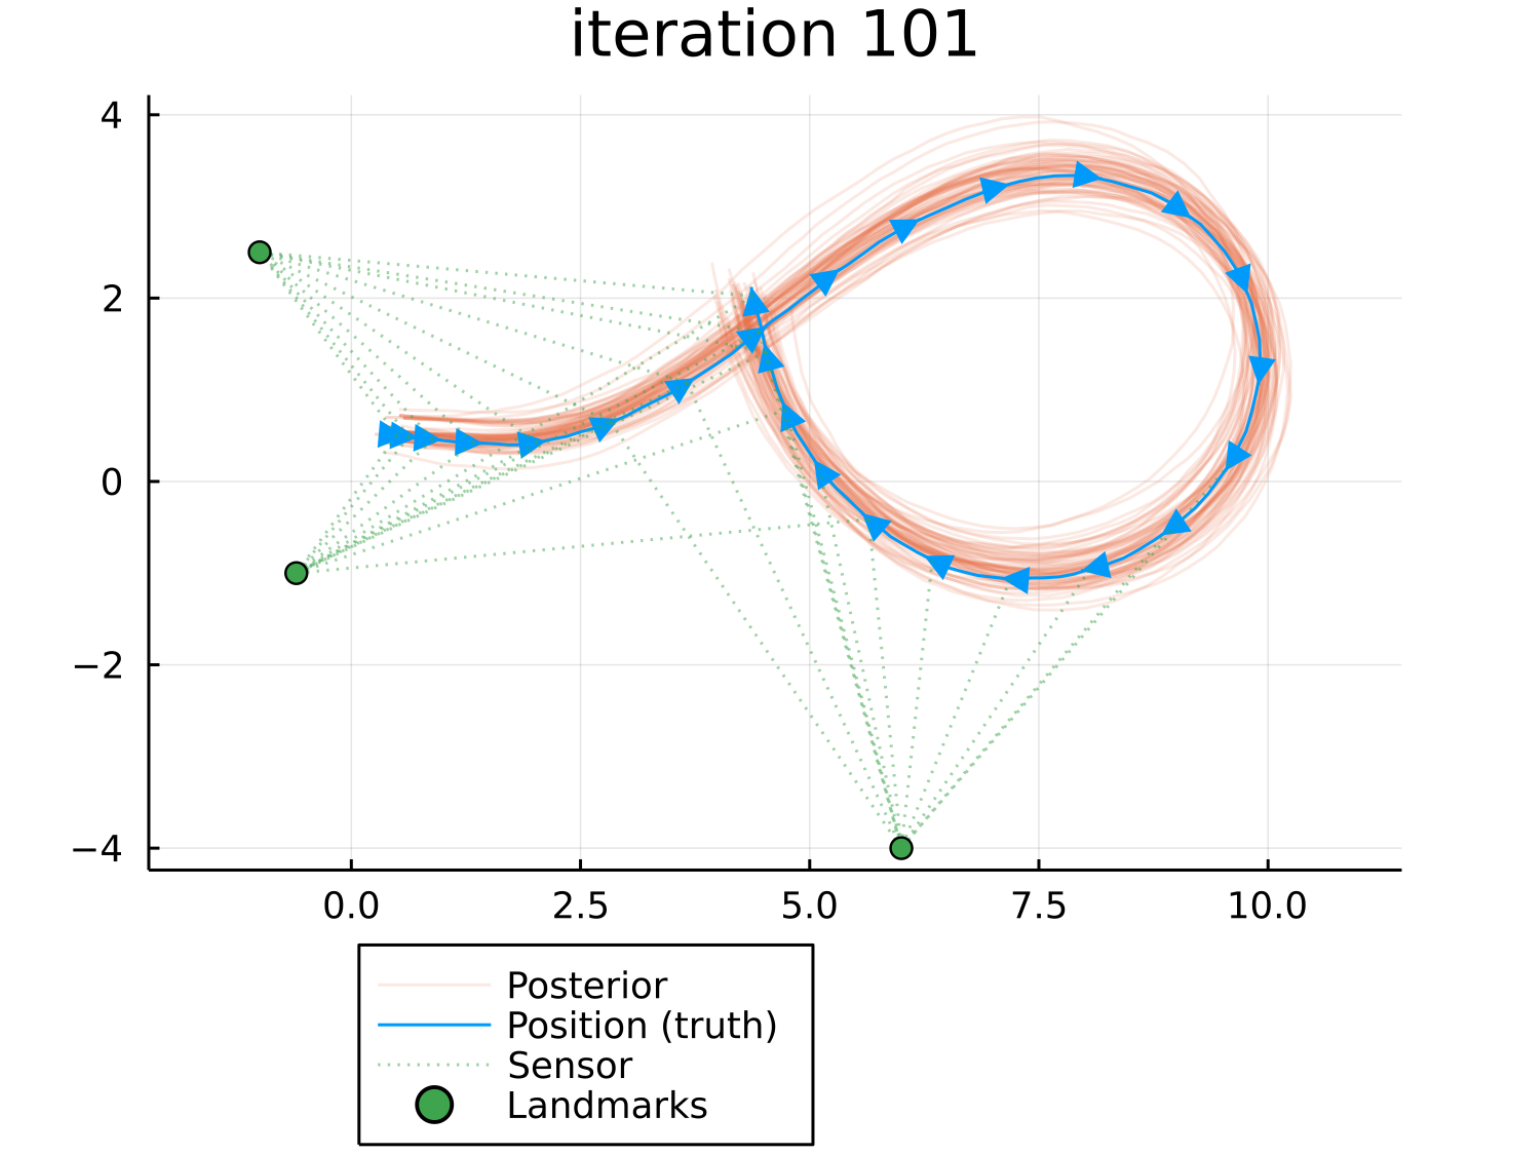 iteration 101
4
2
0
−2
−4
0.0 2.5 5.0 7.5 10.0
Posterior
Position (truth)
Sensor
Landmarks